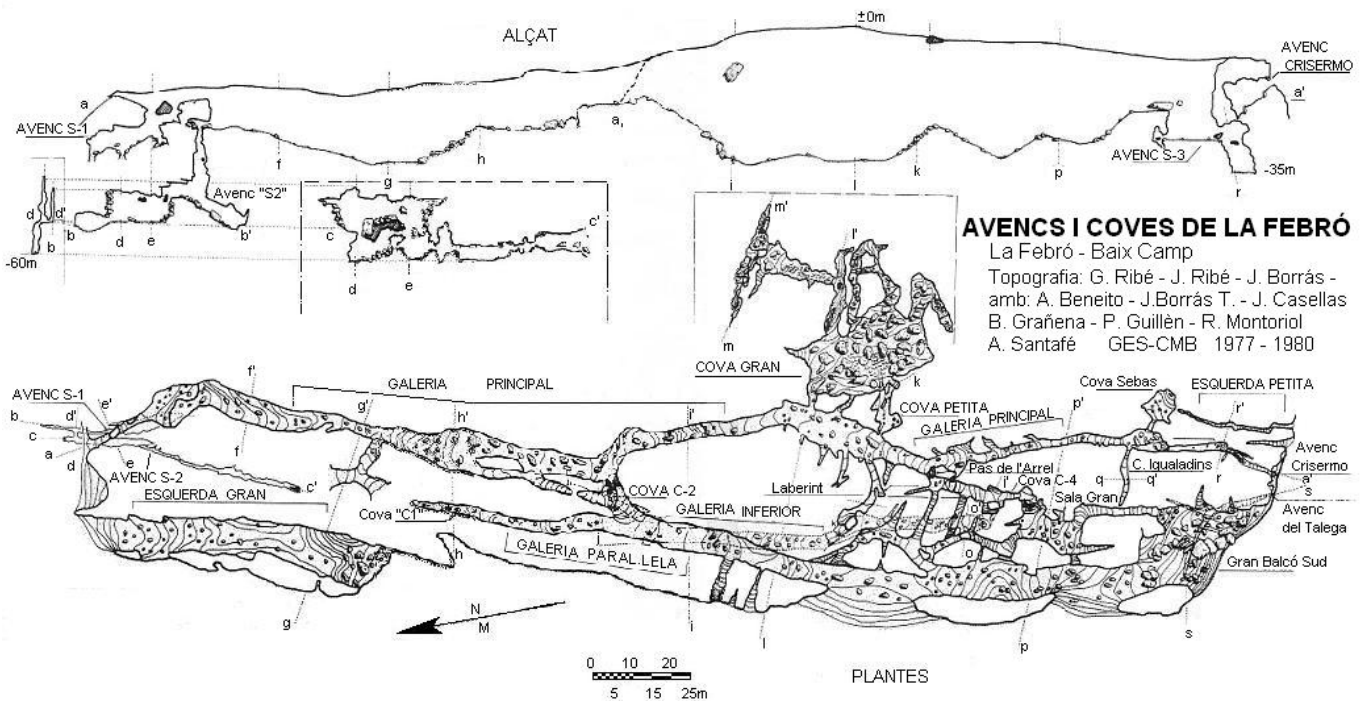 ALÇAT
±0m
AVENC
CRISERMO
a'
a
AVENC S-1
f
g
h
a,
i
l
k
p
c
AVENC S-3
-35m
r
Avenc "S2"
d
d'
b
b
d
e
b'
-60m
c
c'
d
e
AVENCS I COVES DE LA FEBRÓ
La Febró - Baix Camp
Topografia: G. Ribé - J. Ribé - J. Borrás -
amb: A. Beneito - J.Borrás T. - J. Casellas
B. Grañena - P. Guillèn - R. Montoriol
A. Santafé GES-CMB 1977 - 1980
m'
l'
m
COVA GRAN
k
COVA PETITA
GALERIA PRINCIPAL
Cova Sebas
ESQUERDA PETITA
p'
r'
GALERIA PRINCIPAL
f'
g'
h'
i'
AVENC S-1
e'
b
d'
c
a
d
e
f
AVENC S-2
c'
ESQUERDA GRAN
Cova "C1"
h
COVA C-2
Laberint
GALERIA INFERIOR
GALERIA PARAL.LELA
Pas de l'Arrel
Cova C-4
Sala Gran
C. Igualadins
q
q'
r
Avenc
Crisermo
a'
s
Avenc
del Talega
Gran Balcó Sud
o'
o
g
i
l
p
s
N
M
0 10 20
5 15 25m
PLANTES